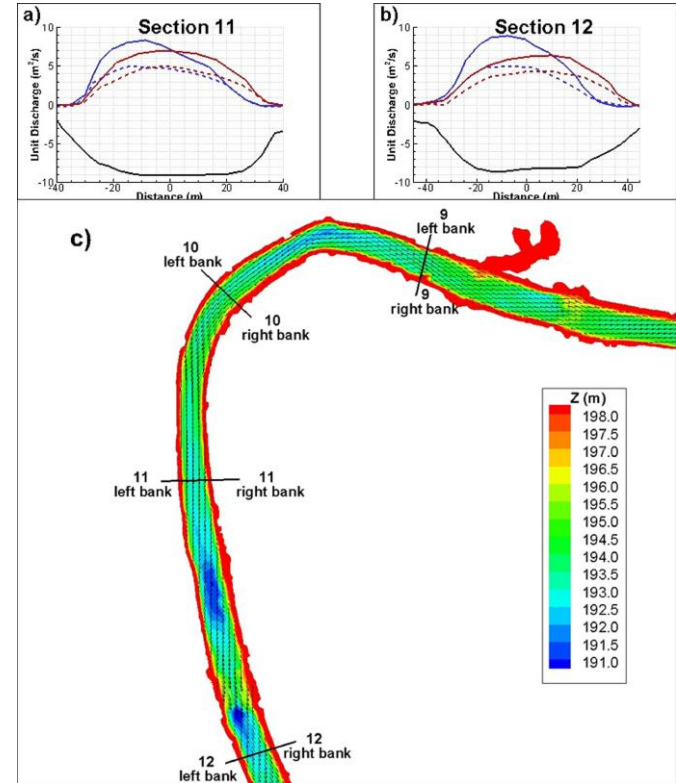 a)
Section 11
Unit Discharge (m²/s)
10
5
0
-5
-10
-40
-20
0
20
40
Distance (m)
b)
Section 12
Unit Discharge (m²/s)
10
5
0
-5
-10
-40
-20
0
20
40
Distance (m)
c)
9
left bank
9
right bank
10
left bank
10
right bank
11
left bank
11
right bank
12
left bank
12
right bank
Z (m)
198.0
197.5
197.0
196.5
196.0
195.5
195.0
194.5
194.0
193.5
193.0
192.5
192.0
191.5
191.0